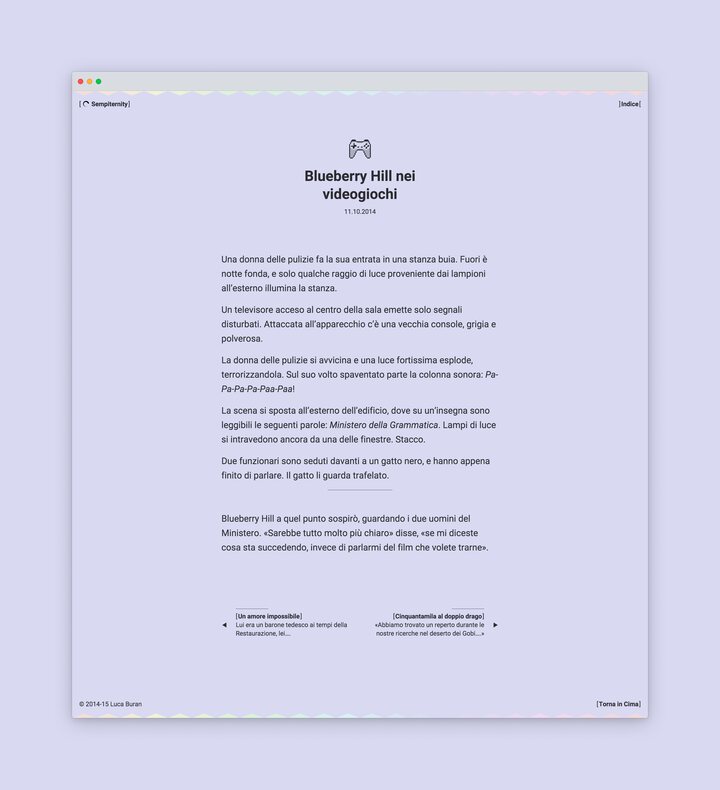 [ Sempiternity]
[Indice[
Blueberry Hill nei
videogiochi
11.10.2014
Una donna delle pulizie fa la sua entrata in una stanza buia. Fuori è
notte fonda, e solo qualche raggio di luce proveniente dai lampioni
all'esterno illumina la stanza.
Un televisore acceso al centro della sala emette solo segnali
disturbati. Attaccata all'apparecchio c'è una vecchia console, grigia e
polverosa.
La donna delle pulizie si avvicina e una luce fortissima esplode,
terrorizzandola. Sul suo volto spaventato parte la colonna sonora: Pa-
Pa-Pa-Pa-Paa-Paa!
La scena si sposta all'esterno dell'edificio, dove su un'insegna sono
leggibili le seguenti parole: Ministero della Grammatica. Lampi di luce
si intravedono ancora da una delle finestre. Stacco.
Due funzionari sono seduti davanti a un gatto nero, e hanno appena
finito di parlare. Il gatto li guarda trafelato.
Blueberry Hill a quel punto sospirò, guardando i due uomini del
Ministero. «Sarebbe tutto molto più chiaro» disse, «se mi diceste
cosa sta succedendo, invece di parlarmi del film che volete trarne».
[Un amore impossibile]
Lui era un barone tedesco ai tempi della
Restaurazione, lei....
[Cinquantamila al doppio drago]
«Abbiamo trovato un reperto durante le
nostre ricerche nel deserto dei Gobi....»
© 2014-15 Luca Buran
[Torna in Cima]